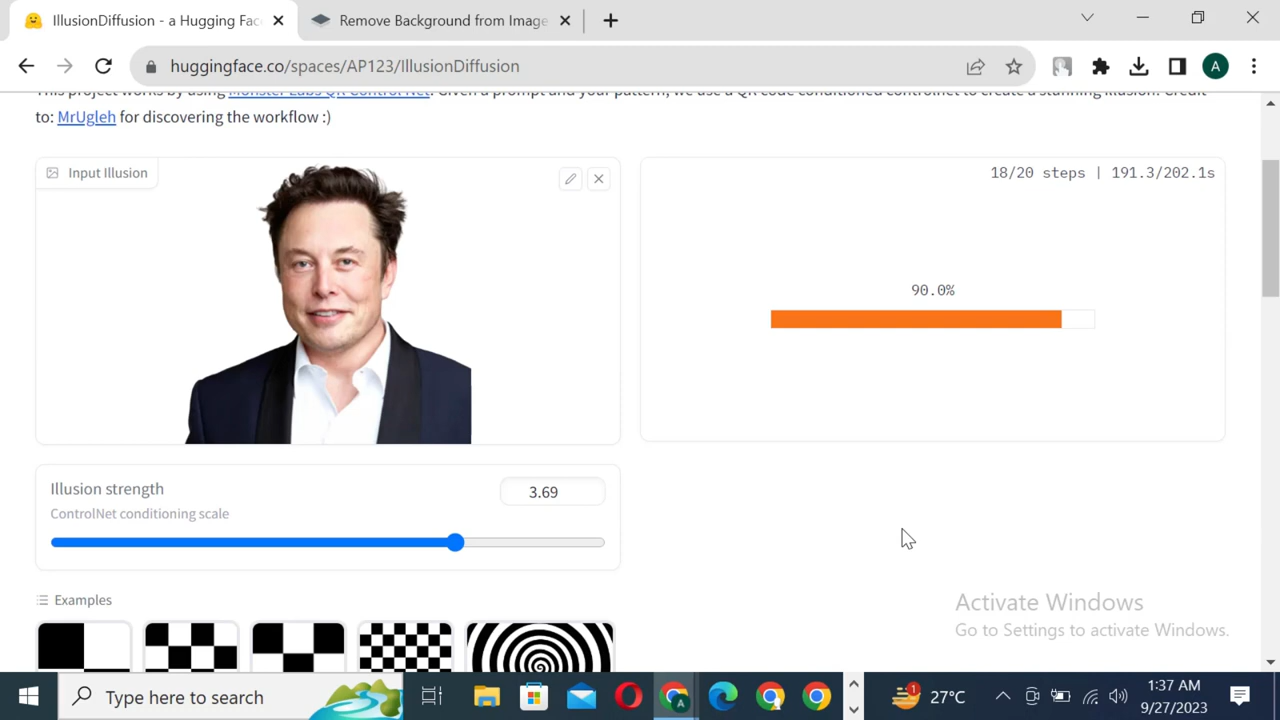 IllusionDiffusion - a Hugging Fac
Remove Background from Image
huggingface.co/spaces/AP123/IllusionDiffusion
A
This project works by using Monster Labs QR Control Net. Given a prompt and your pattern, we use a QR code conditioned controlnet to create a stunning illusion! Credit
to: MrUgleh for discovering the workflow :)
Input Illusion
18/20 steps | 191.3/202.1s
90.0%
Illusion strength
3.69
ControlNet conditioning scale
Examples
Activate Windows
Go to Settings to activate Windows.
Type here to search
A
1
27°C
1:37 AM
9/27/2023